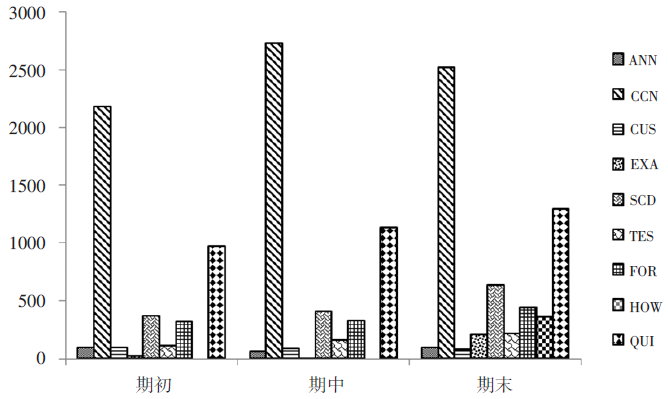 3000
2500
2000
1500
1000
500
0
期初
期中
期末
ANN
CCN
CUS
EXA
SCD
TES
FOR
HOW
QUI